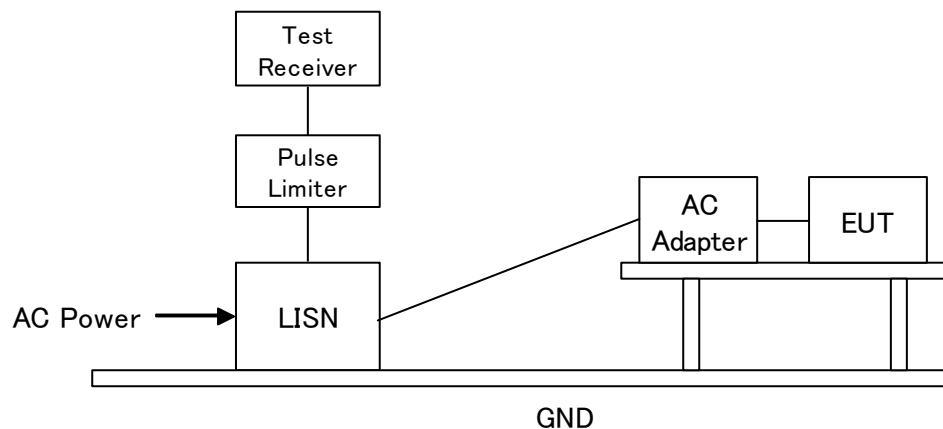 Test
Receiver
Pulse
Limiter
AC
Adapter
EUT
AC Power
LISN
GND